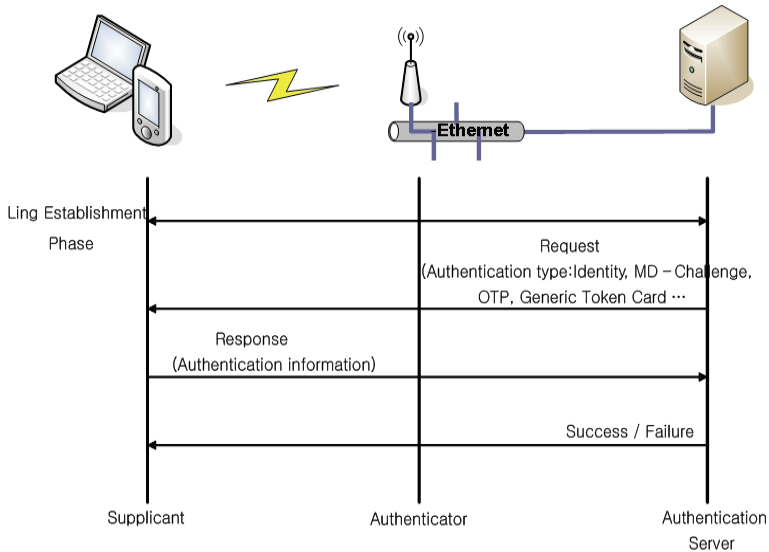 Ethernet
Ling Establishment
Phase
Request
(Authentication type:Identity, MD-Challenge,
OTP, Generic Token Card ⋯
Response
(Authentication information)
Success / Failure
Supplicant
Authenticator
Authentication
Server